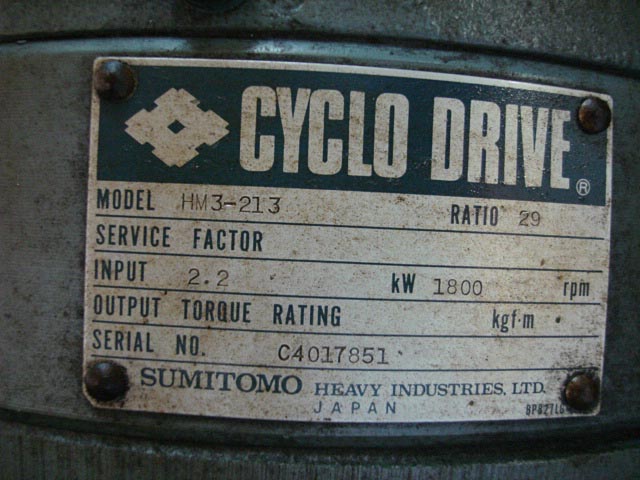 CYCLO DRIVE ®
MODEL HM3-213 RATIO 29
SERVICE FACTOR
INPUT 2.2 kW 1800 rpm
OUTPUT TORQUE RATING kgf·m
SERIAL NO. C4017851
SUMITOMO HEAVY INDUSTRIES, LTD.
JAPAN